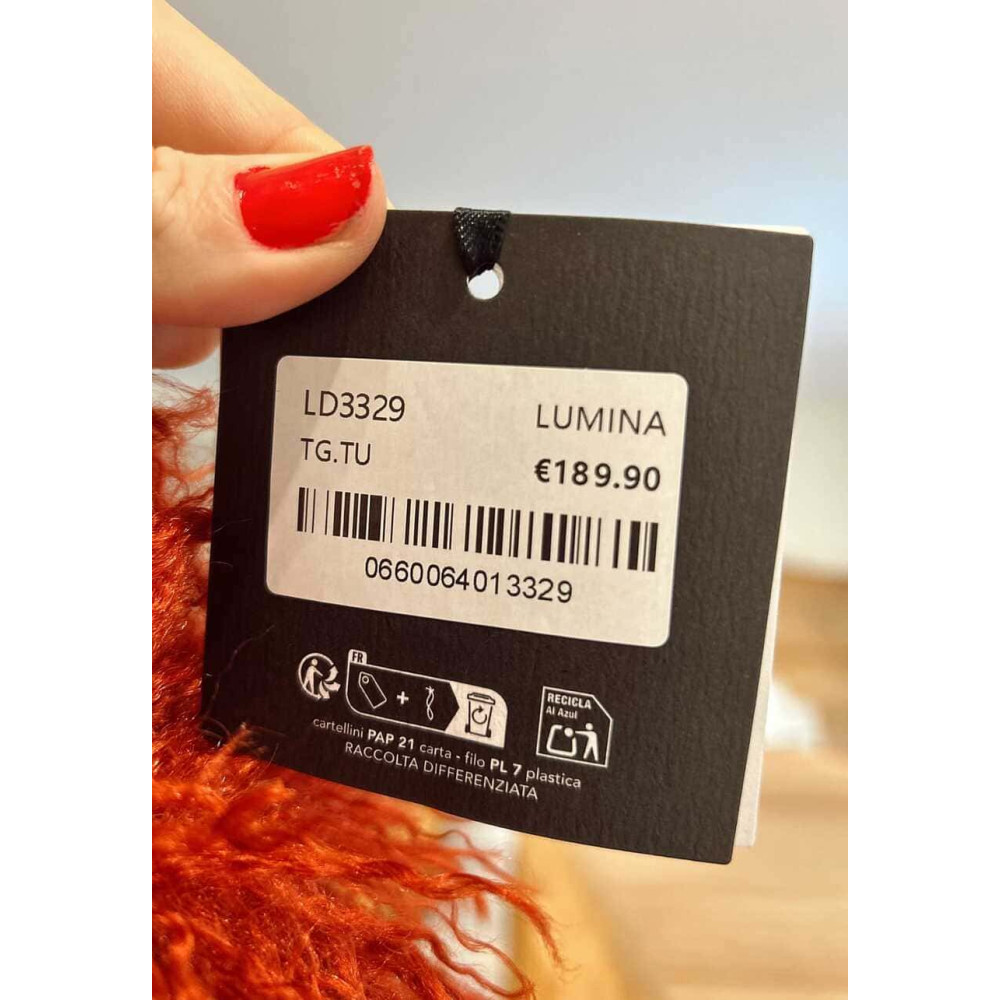 LD3329 LUMINA
TG.TU €189.90
0660064013329
FR
RECICLA
Al Azul
cartellini PAP 21 carta - filo PL 7 plastica
RACCOLTA DIFFERENZIATA